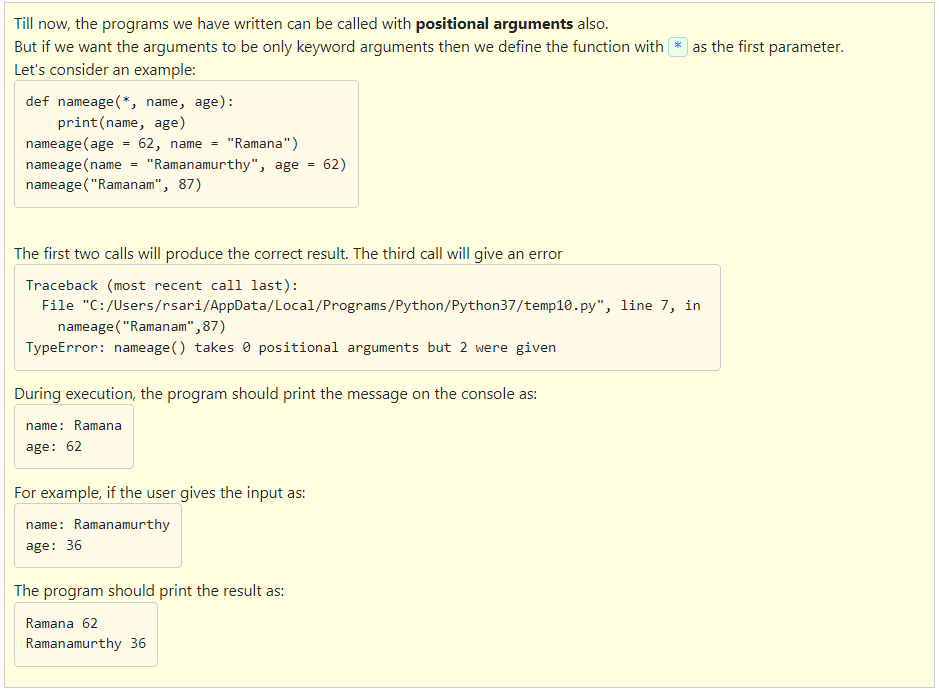 Till now, the programs we have written can be called with positional arguments also.
But if we want the arguments to be only keyword arguments then we define the function with * as the first parameter.
Let's consider an example:
def nameage(*, name, age):
    print(name, age)
nameage(age = 62, name = "Ramana")
nameage(name = "Ramanamurthy", age = 62)
nameage("Ramanam", 87)
The first two calls will produce the correct result. The third call will give an error
Traceback (most recent call last):
  File "C:/Users/rsari/AppData/Local/Programs/Python/Python37/temp10.py", line 7, in
    nameage("Ramanam",87)
TypeError: nameage() takes 0 positional arguments but 2 were given
During execution, the program should print the message on the console as:
name: Ramana
age: 62
For example, if the user gives the input as:
name: Ramanamurthy
age: 36
The program should print the result as:
Ramana 62
Ramanamurthy 36